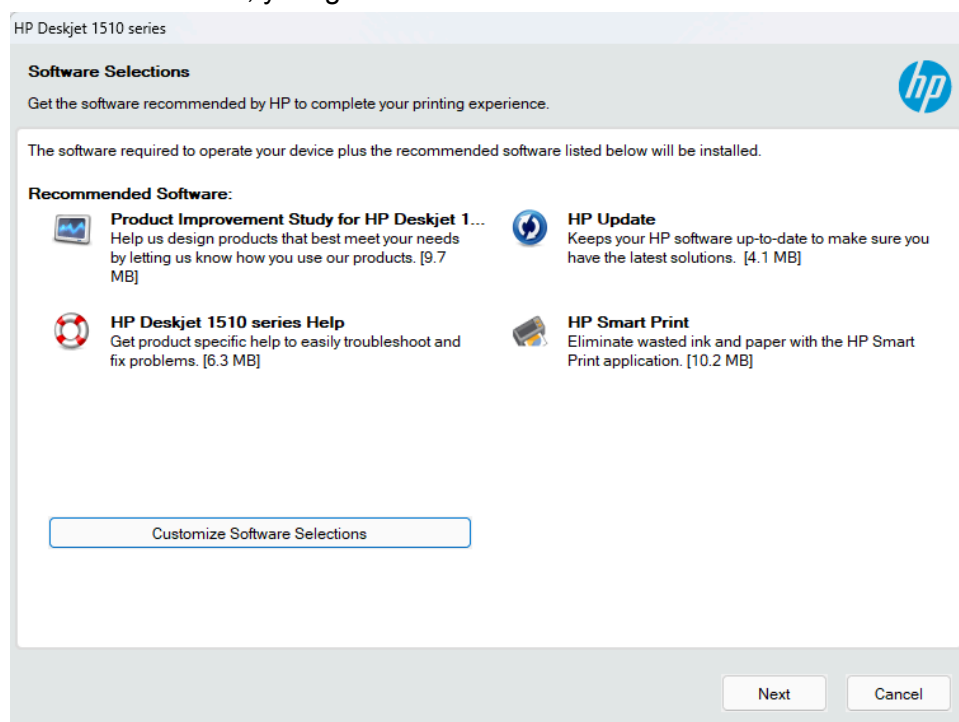 HP Deskjet 1510 series
Software Selections
Get the software recommended by HP to complete your printing experience.
hp
The software required to operate your device plus the recommended software listed below will be installed.
Recommended Software:
Product Improvement Study for HP Deskjet 1...
Help us design products that best meet your needs
by letting us know how you use our products. [9.7
MB]
HP Update
Keeps your HP software up-to-date to make sure you
have the latest solutions. [4.1 MB]
HP Deskjet 1510 series Help
Get product specific help to easily troubleshoot and
fix problems. [6.3 MB]
HP Smart Print
Eliminate wasted ink and paper with the HP Smart
Print application. [10.2 MB]
Customize Software Selections
Next
Cancel